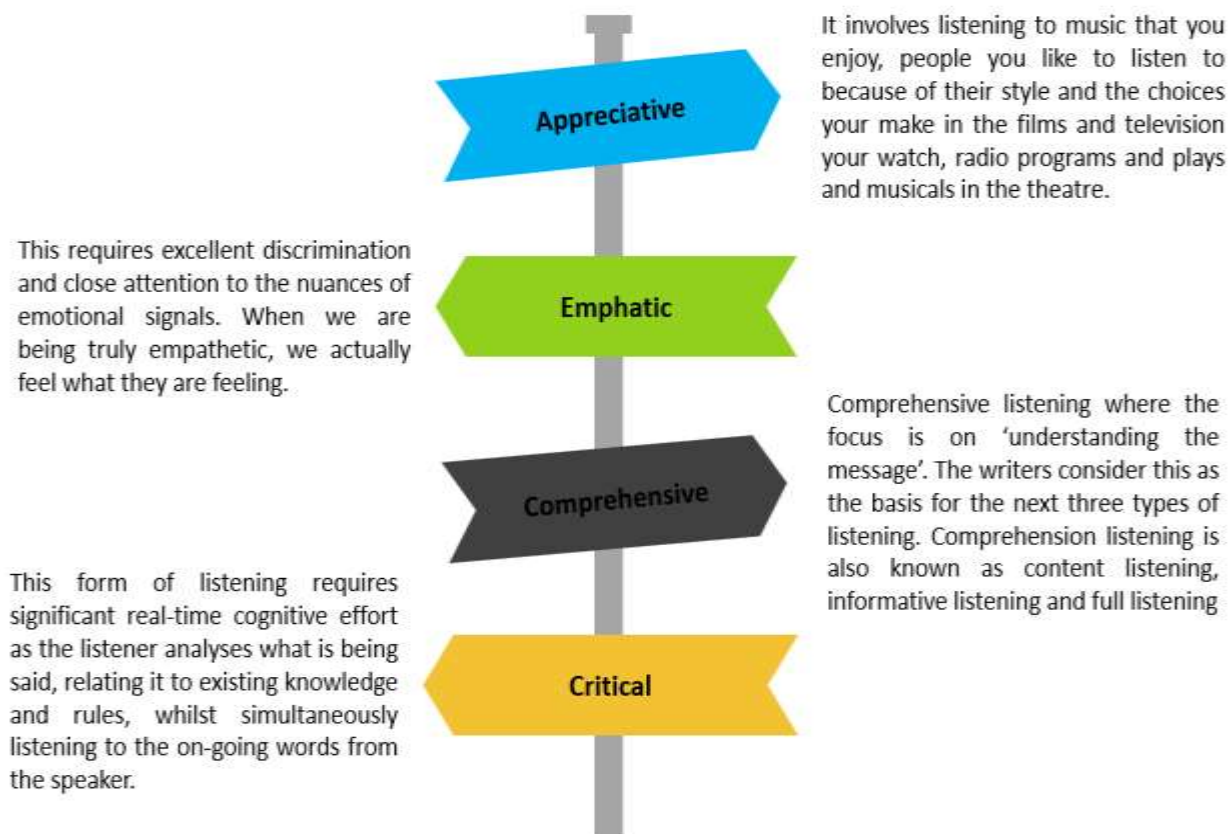 Appreciative
It involves listening to music that you
enjoy, people you like to listen to
because of their style and the choices
your make in the films and television
your watch, radio programs and plays
and musicals in the theatre.
Emphatic
This requires excellent discrimination
and close attention to the nuances of
emotional signals. When we are
being truly empathetic, we actually
feel what they are feeling.
Comprehensive
Comprehensive listening where the
focus is on ‘understanding the
message’. The writers consider this as
the basis for the next three types of
listening. Comprehension listening is
also known as content listening,
informative listening and full listening
Critical
This form of listening requires
significant real-time cognitive effort
as the listener analyses what is being
said, relating it to existing knowledge
and rules, whilst simultaneously
listening to the on-going words from
the speaker.